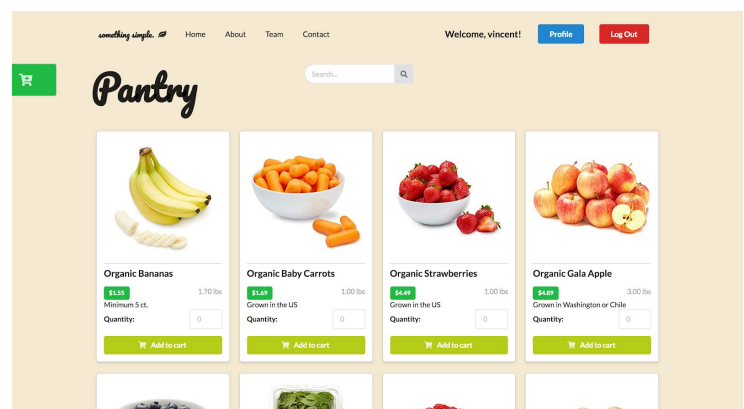 something simple.
Home About Team Contact
Welcome, vincent!
Profile
Log Out
Pantry
Search...
Organic Bananas
$1.55 1.70 lbs
Minimum 5 ct.
Quantity: 0
Add to cart
Organic Baby Carrots
$1.69 1.00 lbs
Grown in the US
Quantity: 0
Add to cart
Organic Strawberries
$4.49 1.00 lbs
Grown in the US
Quantity: 0
Add to cart
Organic Gala Apple
$4.89 3.00 lbs
Grown in Washington or Chile
Quantity: 0
Add to cart